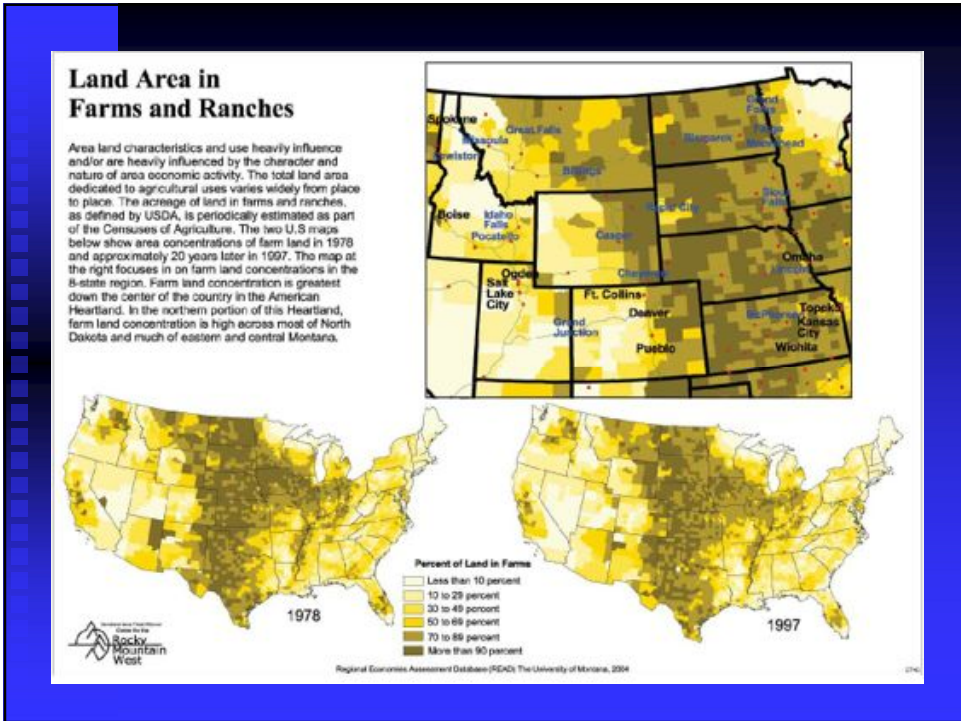 Land Area in
Farms and Ranches
Area land characteristics and use heavily influence
and/or are heavily influenced by the character and
nature of area economic activity. The total land area
dedicated to agricultural uses varies widely from place
to place. The acreage of land in farms and ranches,
as defined by USDA, is periodically estimated as part
of the Censuses of Agriculture. The two U.S maps
below show area concentrations of farm land in 1978
and approximately 20 years later in 1997. The map at
the right focuses in on farm land concentrations in the
8-state region. Farm land concentration is greatest
down the center of the country in the American
Heartland. In the northern portion of this Heartland,
farm land concentration is high across most of North
Dakota and much of eastern and central Montana.
Spokane
Great Falls
Missoula
Lewiston
Billings
Grand
Forks
Fargo
Moorhead
Bismarck
Boise
Idaho
Falls
Pocatello
Rapid City
Sioux
Falls
Casper
Omaha
Lincoln
Ogden
Salt
Lake
City
Cheyenne
Ft. Collins
Denver
Grand
Junction
Pueblo
McPherson
Topeka
Kansas
City
Wichita
1978
1997
Percent of Land in Farms
Less than 10 percent
10 to 29 percent
30 to 49 percent
50 to 69 percent
70 to 89 percent
More than 90 percent
Center for the
Rocky
Mountain
West
Regional Economies Assessment Database (READ) The University of Montana, 2004